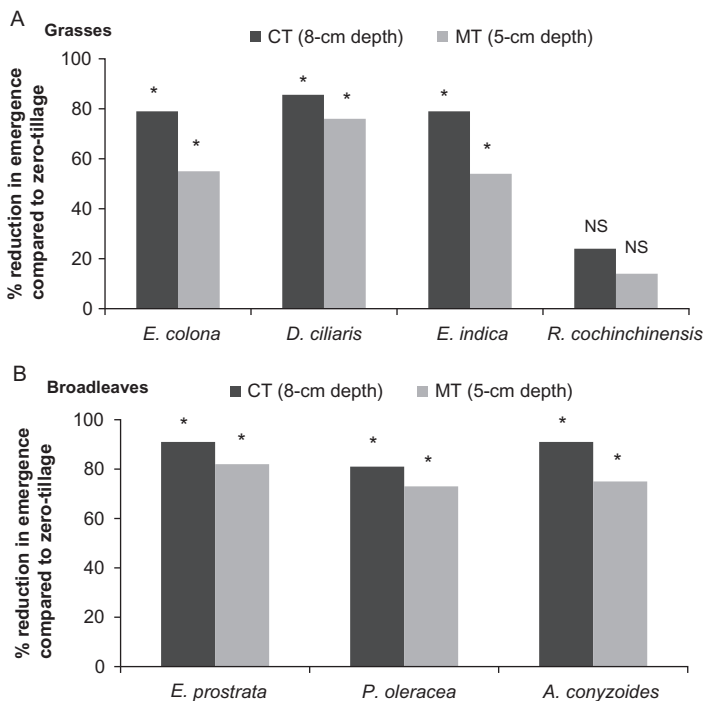 A
Grasses
CT (8-cm depth) MT (5-cm depth)
% reduction in emergence
compared to zero-tillage
100
80
60
40
20
0
* * * * * * NS NS
E. colona D. ciliaris E. indica R. cochinchinensis
B
Broadleaves
CT (8-cm depth) MT (5-cm depth)
% reduction in emergence
compared to zero-tillage
100
80
60
40
20
0
* * * * * *
E. prostrata P. oleracea A. conyzoides